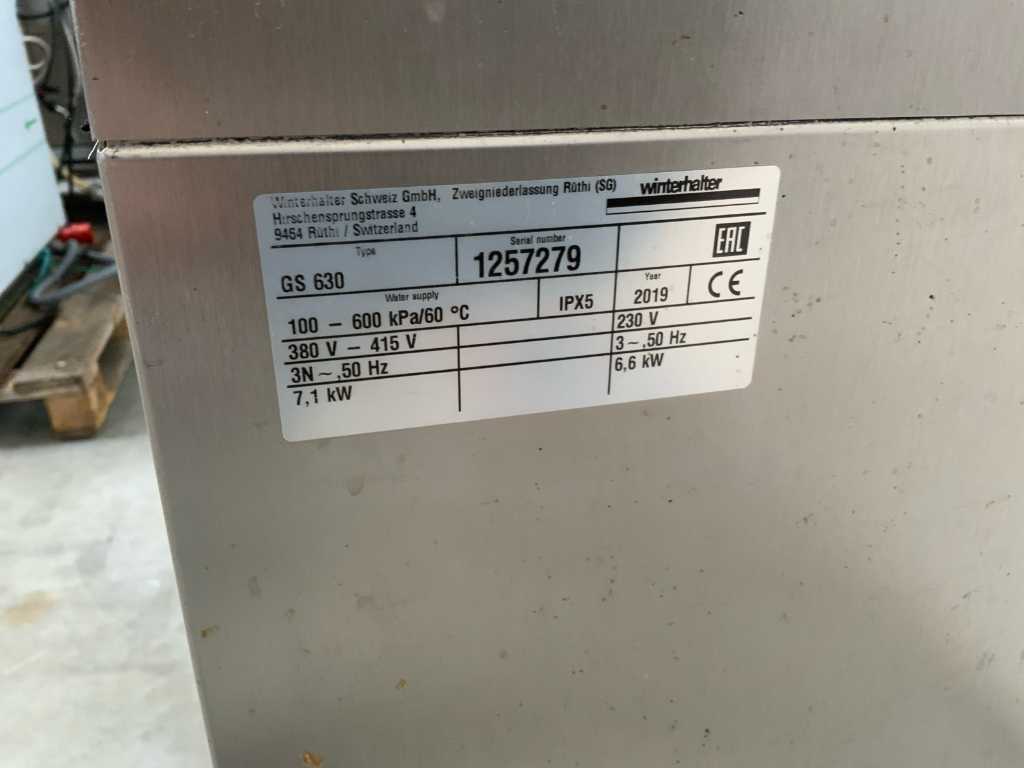 Winterhalter Schweiz GmbH, Zweigniederlassung Rüthi (SG)
winterhalter
Hirschensprungstrasse 4
9464 Rüthi / Switzerland
Type
GS 630
Serial number
1257279
EAC
Water supply
100 – 600 kPa/60 °C
IPX5
Year
2019
CE
380 V – 415 V
230 V
3N~,50 Hz
3~,50 Hz
7,1 kW
6,6 kW